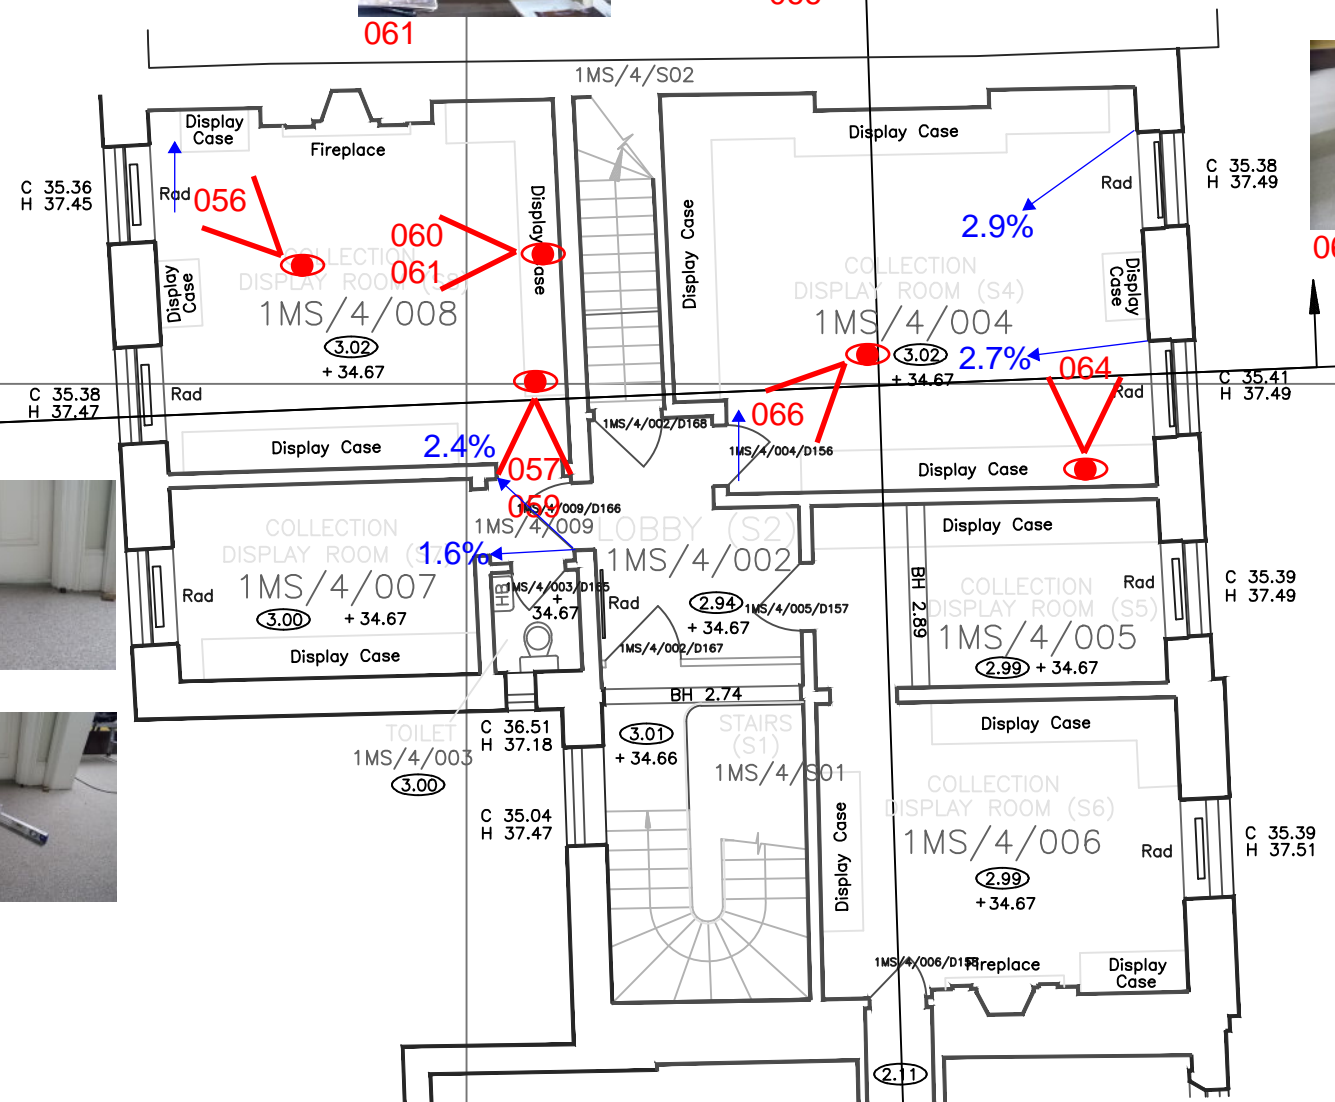 061
1MS/4/S02
Display
Case
Fireplace
Display Case
C 35.36
H 37.45
Rad
056
060
061
Display
Case
Display Case
2.9%
Rad
C 35.38
H 37.49
COLLECTION
DISPLAY ROOM (S8)
1MS/4/008
3.02
+ 34.67
Display
Case
COLLECTION
DISPLAY ROOM (S4)
1MS/4/004
3.02
+ 34.67
Display
Case
2.7%
064
C 35.38
H 37.47
Rad
C 35.41
H 37.49
Rad
066
1MS/4/002/D168
1MS/4/004/D156
Display Case
2.4%
057
059
Display Case
1MS/4/009/D166
1MS/4/009
1.6%
LOBBY (S2)
1MS/4/002
2.94
+ 34.67
Display Case
COLLECTION
1MS/4/007
3.00
+ 34.67
Rad
Display Case
HB
1MS/4/003/D165
+
34.67
Rad
1MS/4/005/D157
1MS/4/002/D167
BH 2.89
COLLECTION
DISPLAY ROOM (S5)
1MS/4/005
2.99
+ 34.67
Rad
C 35.39
H 37.49
BH 2.74
TOILET
1MS/4/003
3.00
C 36.51
H 37.18
3.01
+ 34.66
STAIRS
(S1)
1MS/4/S01
Display Case
C 35.04
H 37.47
Display Case
COLLECTION
DISPLAY ROOM (S6)
1MS/4/006
2.99
+ 34.67
Rad
C 35.39
H 37.51
1MS/4/006/D158
Fireplace
Display
Case
2.11